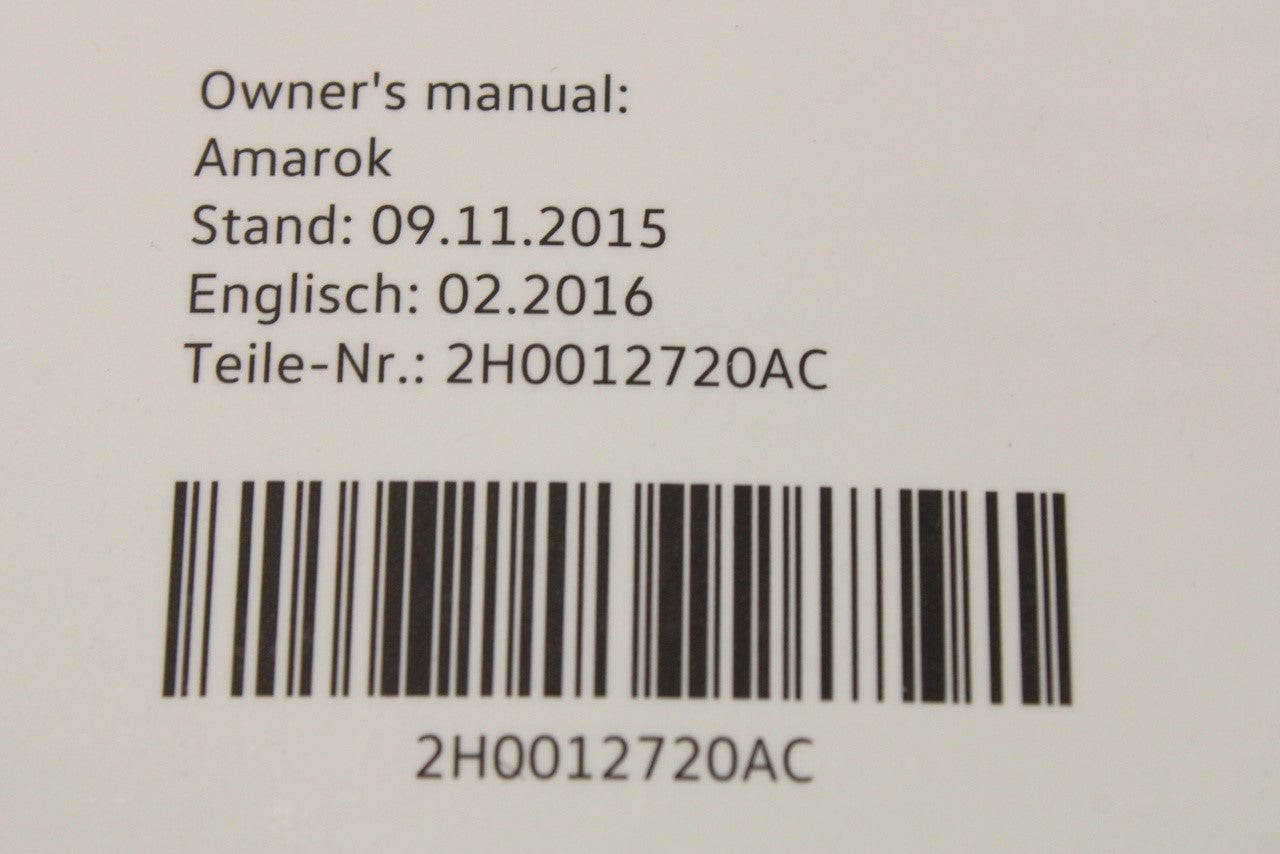 Owner's manual:
Amarok
Stand: 09.11.2015
Englisch: 02.2016
Teile-Nr.: 2H0012720AC
2H0012720AC